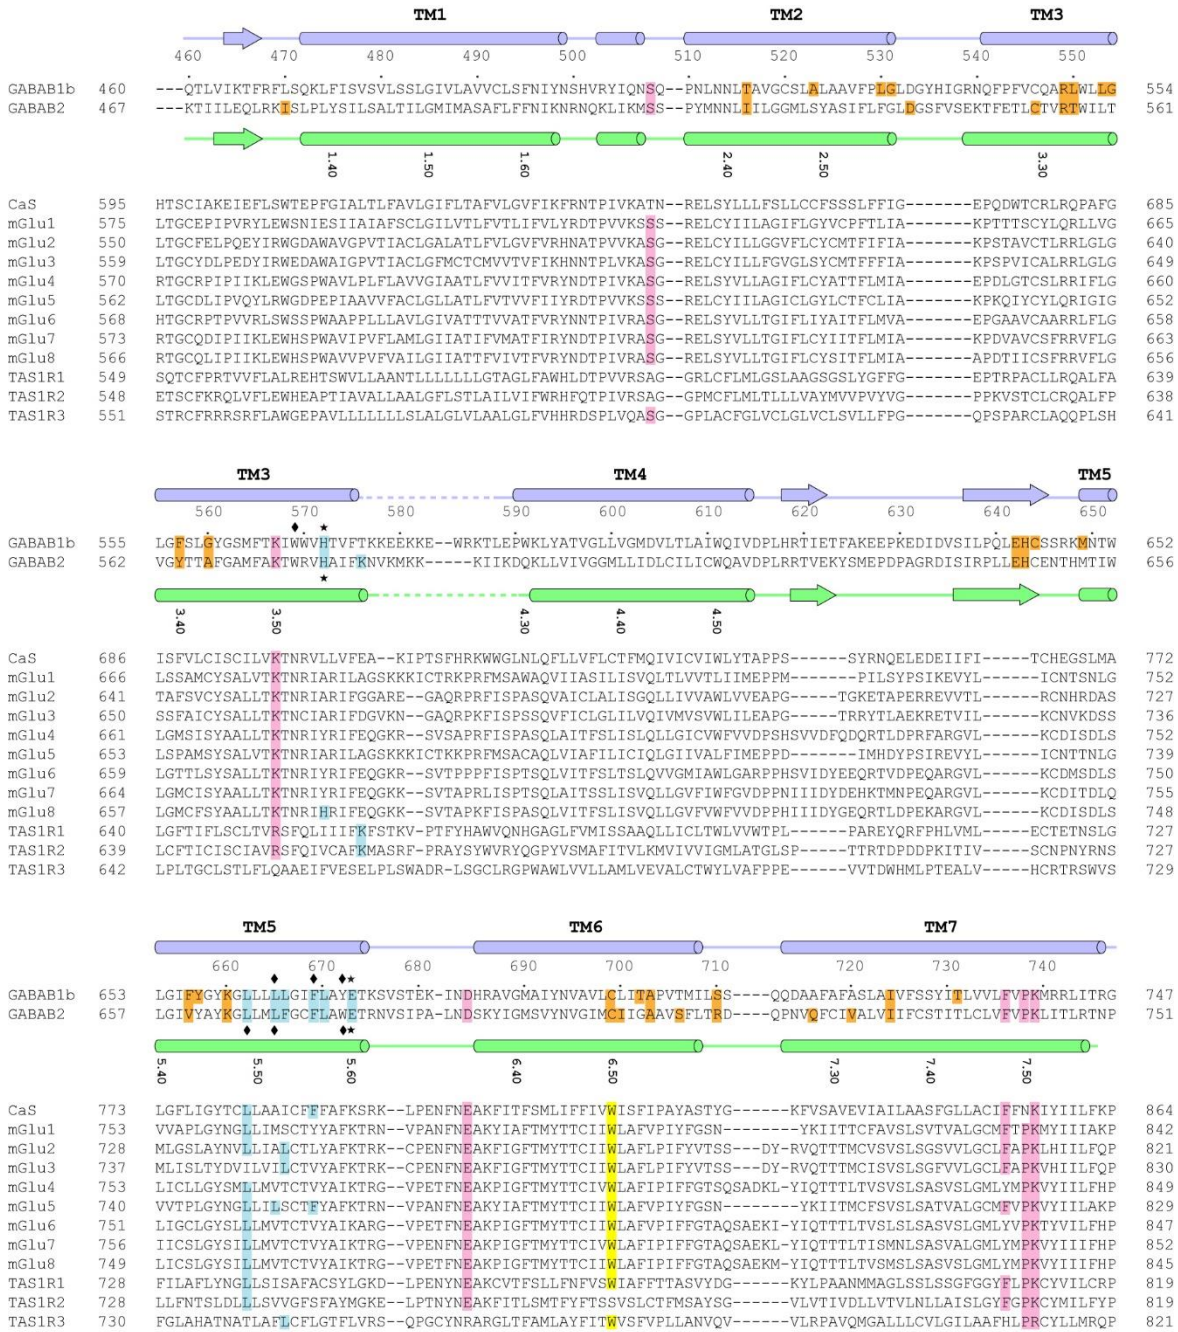 TM1 TM2 TM3
460 470 480 490 500 510 520 530 540 550
GABAB1b 460 ---QTLVIKTFRFLSQKLFISVSVLSSLGIVLAVVCLSFNIYNSHVRYIQNSQ--PNLNNLTAVGCSLALAAVFPLGLDGYHIGRNQFPFVCQARLWLLG 554
GABAB2 467 ---KTIILEQLRKISLPLYSILSALTILGMIMASAFLFFNIKNRNQKLIKMSS--PYMNNLIILGGMLSYASIFLFGLDGSFVSEKTFETLCTVRTWILT 561
1.40 1.50 1.60 2.40 2.50 3.30
CaS 595 HTSCIAKEIEFLSWTEPFGIALTLFAVLGIFLTAFVLGVFIKFRNTPIVKATN--RELSYLLLFSLLCCFSSSLFFIG-------EPQDWTCRLRQPAFG 685
mGlu1 575 LTGCEPIPVRYLEWSNIESIIAIAFSCLGILVTLFVTLIFVLYRDTPVVKSSS--RELCYIILAGIFLGYVCPFTLIA-------KPTTTSCYLQRLLVG 665
mGlu2 550 LTGCFELPQEYIRWGDAWAVGPVTIACLGALATLFVLGVFVRHNATPVVKASG--RELCYILLGGVFLCYCMTFIFIA-------KPSTAVCTLRRLGLG 640
mGlu3 559 LTGCYDLPEDYIRWEDAWAIGPVTIACLGFMCTCMVVTVFIKHNNTPLVKASG--RELCYILLFGVGLSYCMTFFFIA-------KPSPVICALRRLGLG 649
mGlu4 570 RTGCRPIPIIKLEWGSPWAVLPLFLAVVGIAATLFVVITFVRYNDTPIVKASG--RELSYVLLAGIFLCYATTFLMIA-------EPDLGTCSLRRIFLG 660
mGlu5 562 LTGCDLIPVQYLRWGDPEPIAAVVFACLGLLATLFVTVVFIIYRDTPVVKSSS--RELCYIILAGICLGYLCTFCLIA-------KPKQIYCYLQRIGIG 652
mGlu6 568 HTGCRPTPVVRLSWSSPWAAPPLLLAVLGIVATTTVVATFVRYNNTPIVRASG--RELSYVLLTGIFLIYAITFLMVA-------EPGAAVCAARRLFLG 658
mGlu7 573 RTGCQDIPIIKLEWHSPWAVIPVFLAMLGIIATIFVMATFIRYNDTPIVRASG--RELSYVLLTGIFLCYIITFLMIA-------KPDVAVCSFRRVFLG 660
mGlu8 566 RTGCQLIPIIKLEWHSPWAVVPVFVAILGIIATTFVIVTFVRYNDTPIVRASG--RELSYVLLTGIFLCYSITFLMIA-------APDTIICSFRRVFLG 656
TAS1R1 549 SQTCFPRTVVFLALREHTSWVLLAANTLLLLLLLGTAGLFAWHLDTPVVRSAG--GRLCFLMLGSLAAGSGSLYGFFG-------EPTRPACLLRQALFA 639
TAS1R2 548 ETSCFKRQLVFLEWHEAPTIAVALLAALGFLSTLAILVIFWRHFQTPIVRSAG--GPMCFLMLTLLLVAYMVVPVYVG-------PPKVSTCLCRQALFP 638
TAS1R3 551 STRCFRRRSRFLAWGEPAVLLLLLLLSLALGLVLAALGLFVHHRDSPLVQASG--GPLACFGLVCLGLVCLSVLLFPG-------QPSPARCLAQQPLSH 641
TM3 TM4 TM5
560 570 580 590 600 610 620 630 640 650
GABAB1b 555 LGFSLGYGSMFTKIWWVHTVFTKKEEKKE--WRKTLEPWKLYATVGLLVGMDVLTLAIWQIVDPLHRTIETFAKEEPKEDIDVSILPQLEHCSSRKMNTW 652
GABAB2 562 VGYTTAFGAMFAKTWRVHAIFKNVKMKK----KIIKDQKLLVIVGGMLLIDLCILICWQAVDPLRRTVEKYSMEPDPAGRDISIRPLLEHCENTHMTIW 656
3.40 3.50 4.30 4.40 4.50
CaS 686 ISFVLCISCILVKTNRVLLVFEA--KIPTSFHRKWWGLNLQFLLVFLCTFMQIVICVIWLYTAPPS------SYRNQELEDEIIFI-----TCHEGSLMA 772
mGlu1 666 LSSAMCYSALVTKTNRIARILAGSKKKICTRKPRFMSAWAQVIIASILISVQLTLVVTLIIMEPPM------PILSYPSIKEVYL------ICNTSNLG 752
mGlu2 641 TAFSVCYSALLTKTNRIARIFGGARE--GAQRPRFISPASQVAICLALISGQLLIVVAWLVVEAPG------TGKETAPERREVVTL-----RCNHRDAS 727
mGlu3 650 SSFAICYSALLTKTNCIARIFDGVKN--GAQRPKFISPSSQVFICLGLILVQIVMVSVWLILEAPG------TRRYTLAEKRETVIL-----KCNVKDSS 736
mGlu4 661 LGMSISYAALLTKTNRIYRIFEQGKR--SVSAPRFISPASQLAITFSLISLQLLGICVWFVVDPSHSVVDFQDQRTLDPRFARGVL------KCDISDLS 752
mGlu5 653 LSPAMSYSALVTKTNRIARILAGSKKKICTKKPRFMSACAQLVIAFILICIQLGIIVALFIMEPPD------IMHDYPSIREVYL------ICNTTNLG 739
mGlu6 659 LGTTLSYSALLTKTNRIYRIFEQGKR--SVTPPPFISPTSQLVITFSLTSLQVVGMIAWLGARPPHSVIDYEEQRTVDPEQARGVL------KCDMSDLS 750
mGlu7 664 LGMCISYAALLTKTNRIYRIFEQGKK--SVTAPRLISPTSQLAITSSLISVQLLGVFIWFGVDPPNIIIDYDEHKTMNPEQARGVL------KCDITDLQ 755
mGlu8 657 LGMCFSYAALLTKTNRIHRIFEQGKK--SVTAPKFISPASQLVITFSLISVQLLGVFVWFVVDPPHIIIDYGEQRTLDPEKARGVL------KCDISDLS 748
TAS1R1 640 LGFTIFLSCLTVRSFQLIIIFKFSTKV-PTFYHAWVQNHGAGLFVMISSAAQLLICLTWLVVWTPL------PAREYQRFPHLVML------ECTETNSLG 727
TAS1R2 639 LCFTICISCIAVRSFQIVCAFKMASRF-PRAYSYWVRYQGPYVSMAFITVLKMVIVVIGMLATGLSP-----TTRTDPDDPKITIV------SCNPNYRNS 727
TAS1R3 642 LPLTGCLSTLFLQAAEIFVESELPLSWADR-LSGCLRGPWAWLVVLLAMLVEVALCTWYLVAFPPE------VVTDWHMLPTEALV------HCRTRSWVS 729
TM5 TM6 TM7
660 670 680 690 700 710 720 730 740
GABAB1b 653 LGIFYGYKGLLLLLGIFLAYETKSVSTEK-INDHRAVGMAIYNVAVLCLITAPVTMILSS------QQDAAFAFASLAIVFSSYITLVVLFVPKMRRLITRG 747
GABAB2 657 LGIVYAYKGLLMLFGCFLAWETRNVSIPA-LNDSKYIGMSVYNVGIMCIIGAAVSFLTRD------QPNVQFCIVALVIIFCSTITLCLVFVPKLITLRTNP 751
5.40 5.50 5.60 6.40 6.50 7.30 7.40 7.50
CaS 773 LGFLIGYTCLLAAICFFFAFKSRK--LPENFNEAKFITFSMLIFFIVWISFIPAYASTYG------KFVSAVEVIAILAASFGLLACIFFNKIYIILFKP 864
mGlu1 753 VVAPLGYNGLLIMSCTYYAFKTRN--VPANFNEAKYIAFTMYTTCIIWLAFVPIYFGSN-------YKIITTCFAVSLSVTVALGCMFTPKMYIIIAKP 842
mGlu2 728 MLGSLAYNVLLIALCTLYAFKTRK--CPENFNEAKFIGFTMYTTCIIWLAFLPIFYVTSS---DY-RVQTTTMCVSVSLSGSVVLGCLFAPKLHIILFQP 821
mGlu3 737 MLISLTYDVILVILCTVYAFKTRK--CPENFNEAKFIGFTMYTTCIIWLAFLPIFYVTSS---DY-RVQTTTMCISVSLSGFVVLGCLFAPKVHIILFQP 830
mGlu4 753 LICLLGYSMLLMVTCTVYAIKTRG--VPETFNEAKPIGFTMYTTCIVWLAFIPIFFGTSQSADKL-YIQTTTLTVSVSLSASVSLGMLYMPKVYIILFHP 849
mGlu5 740 VVTPLGYNGLLILSCTFYAFKTRN--VPANFNEAKYIAFTMYTTCIIWLAFVPIYFGSN-------YKIITMCFSVSLSATVALGCMFVPKVYIILAKP 829
mGlu6 751 LIGCLGYSLLLMVTCTVYAIKARG--VPETFNEAKPIGFTMYTTCIIWLAFVPIFFGTAQSAEKI-YIQTTTLTVSLSLSASVSLGMLYVPKTYVILFHP 847
mGlu7 756 IICSLGYSILLMVTCTVYAIKTRG--VPENFNEAKPIGFTMYTTCIVWLAFIPIFFGTAQSAEKL-YIQTTTLTISMNLSASVALGMLYMPKVYIIIFHP 852
mGlu8 749 LICSLGYSILLMVTCTVYAIKTRG--VPETFNEAKPIGFTMYTTCIIWLAFIPIFFGTAQSAEKM-YIQTTTLTVSMSLSASVSLGMLYMPKVYIIIFHP 845
TAS1R1 728 FILAFLYNGLLSISAFACSYLGKD--LPENYNEAKCVTFSLLFNFVSWIAFFTTASVYDG------KYLPAANMMAGLSSLSSGFGGYFLPKCYVILCRP 819
TAS1R2 728 LLFNTSLDLLLSVVGFSFAYMGKE--LPTNYNEAKFITLSMTFYFTSSVSLCTFMSAYSG------VLVTIVDLLVTVLNLLAISLGYFGPKCYMILFYP 819
TAS1R3 730 FGLAHATNATLAFLCFLGTFLVRS--QPGCYNRARGLTFAMLAYFITWVSFVPLLANVQV------VLRPAVQMGALLLCVLGILAAFHLPRCYLLMRQP 821